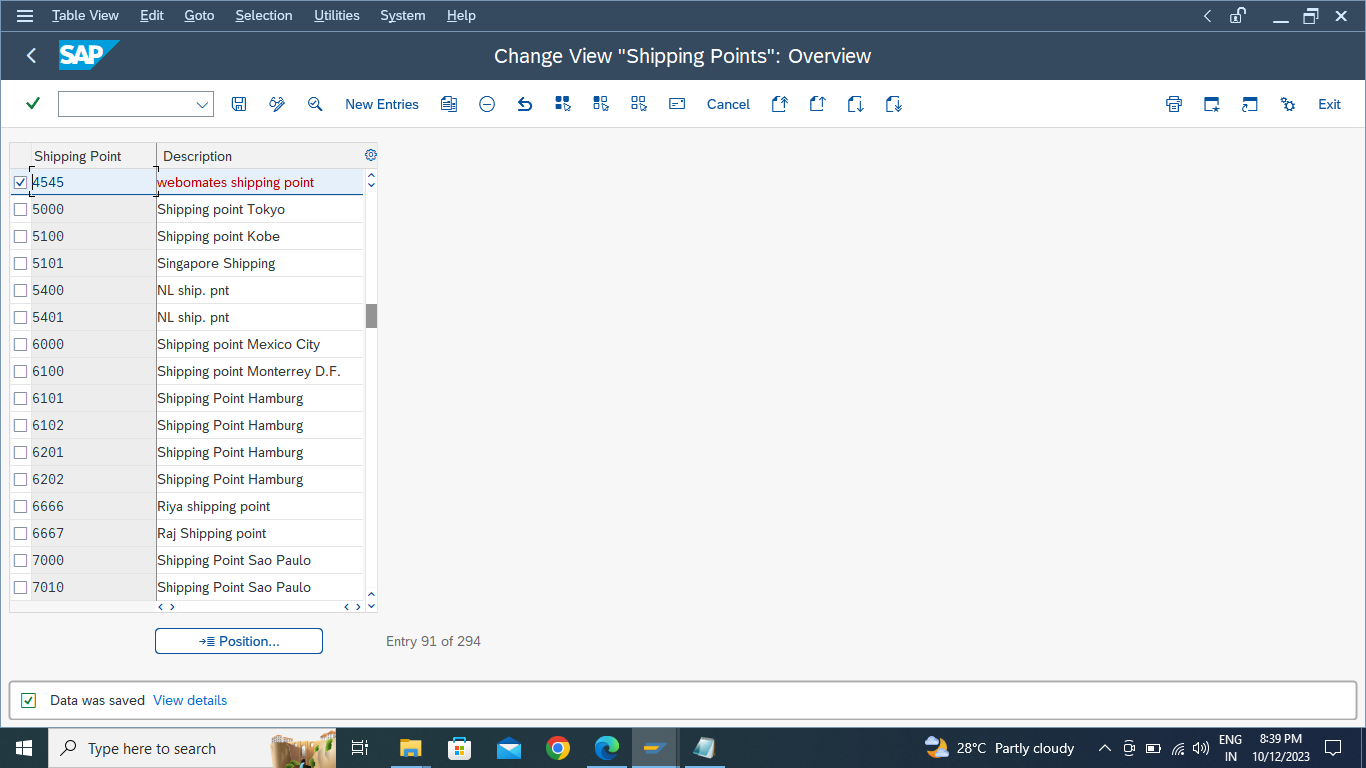 Table View Edit Goto Selection Utilities System Help
SAP Change View "Shipping Points": Overview
New Entries Cancel Exit
Shipping Point Description
4545 webomates shipping point
5000 Shipping point Tokyo
5100 Shipping point Kobe
5101 Singapore Shipping
5400 NL ship. pnt
5401 NL ship. pnt
6000 Shipping point Mexico City
6100 Shipping point Monterrey D.F.
6101 Shipping Point Hamburg
6102 Shipping Point Hamburg
6201 Shipping Point Hamburg
6202 Shipping Point Hamburg
6666 Riya shipping point
6667 Raj Shipping point
7000 Shipping Point Sao Paulo
7010 Shipping Point Sao Paulo
Position... Entry 91 of 294
Data was saved View details
Type here to search 28°C Partly cloudy ENG 8:39 PM
IN 10/12/2023